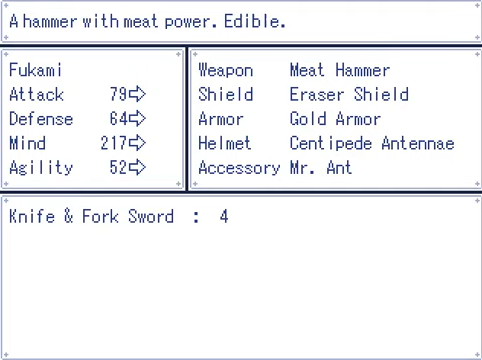 A hammer with meat power. Edible.
Fukami
Attack 79⇨
Defense 64⇨
Mind 217⇨
Agility 52⇨
Weapon Meat Hammer
Shield Eraser Shield
Armor Gold Armor
Helmet Centipede Antennae
Accessory Mr. Ant
Knife & Fork Sword : 4